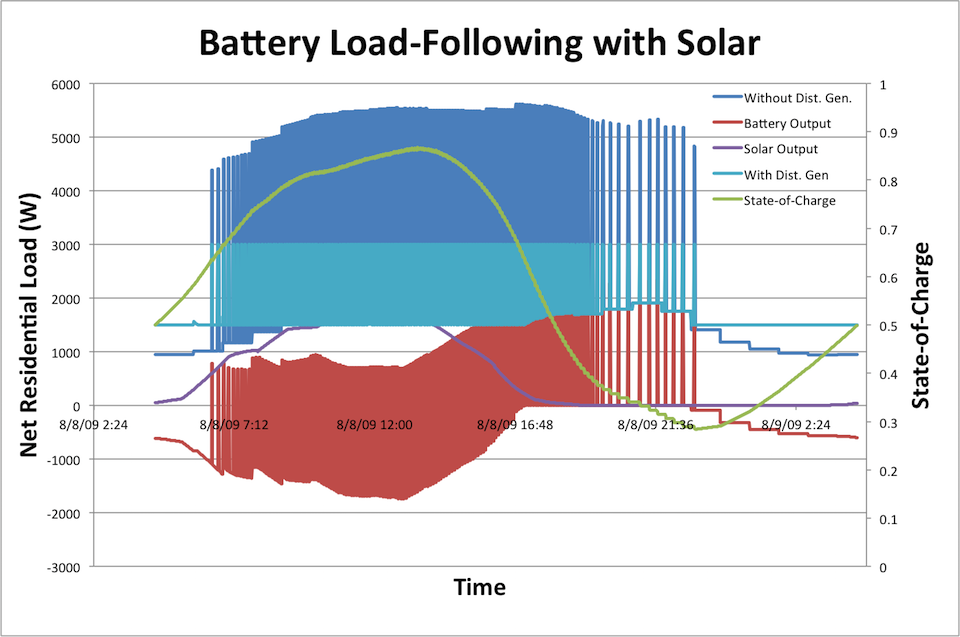 Battery Load-Following with Solar
6000
5000
4000
3000
2000
1000
0
-1000
-2000
-3000
Net Residential Load (W)
8/8/09 2:24 8/8/09 7:12 8/8/09 12:00 8/8/09 16:48 8/8/09 21:36 8/9/09 2:24
Time
1
0.9
0.8
0.7
0.6
0.5
0.4
0.3
0.2
0.1
0
State-of-Charge
Without Dist. Gen.
Battery Output
Solar Output
With Dist. Gen
State-of-Charge